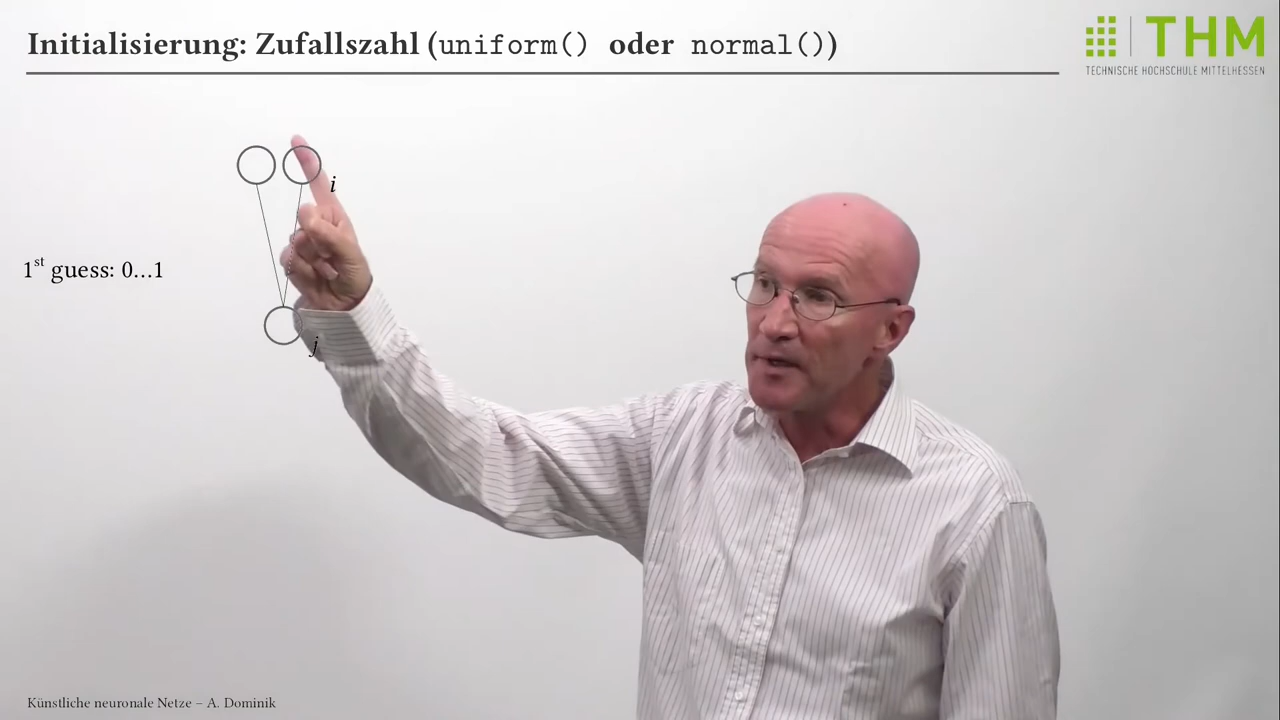 Initialisierung: Zufallszahl (uniform() oder normal())
THM
TECHNISCHE HOCHSCHULE MITTELHESSEN
i
1st guess: 0...1
j
Künstliche neuronale Netze – A. Dominik